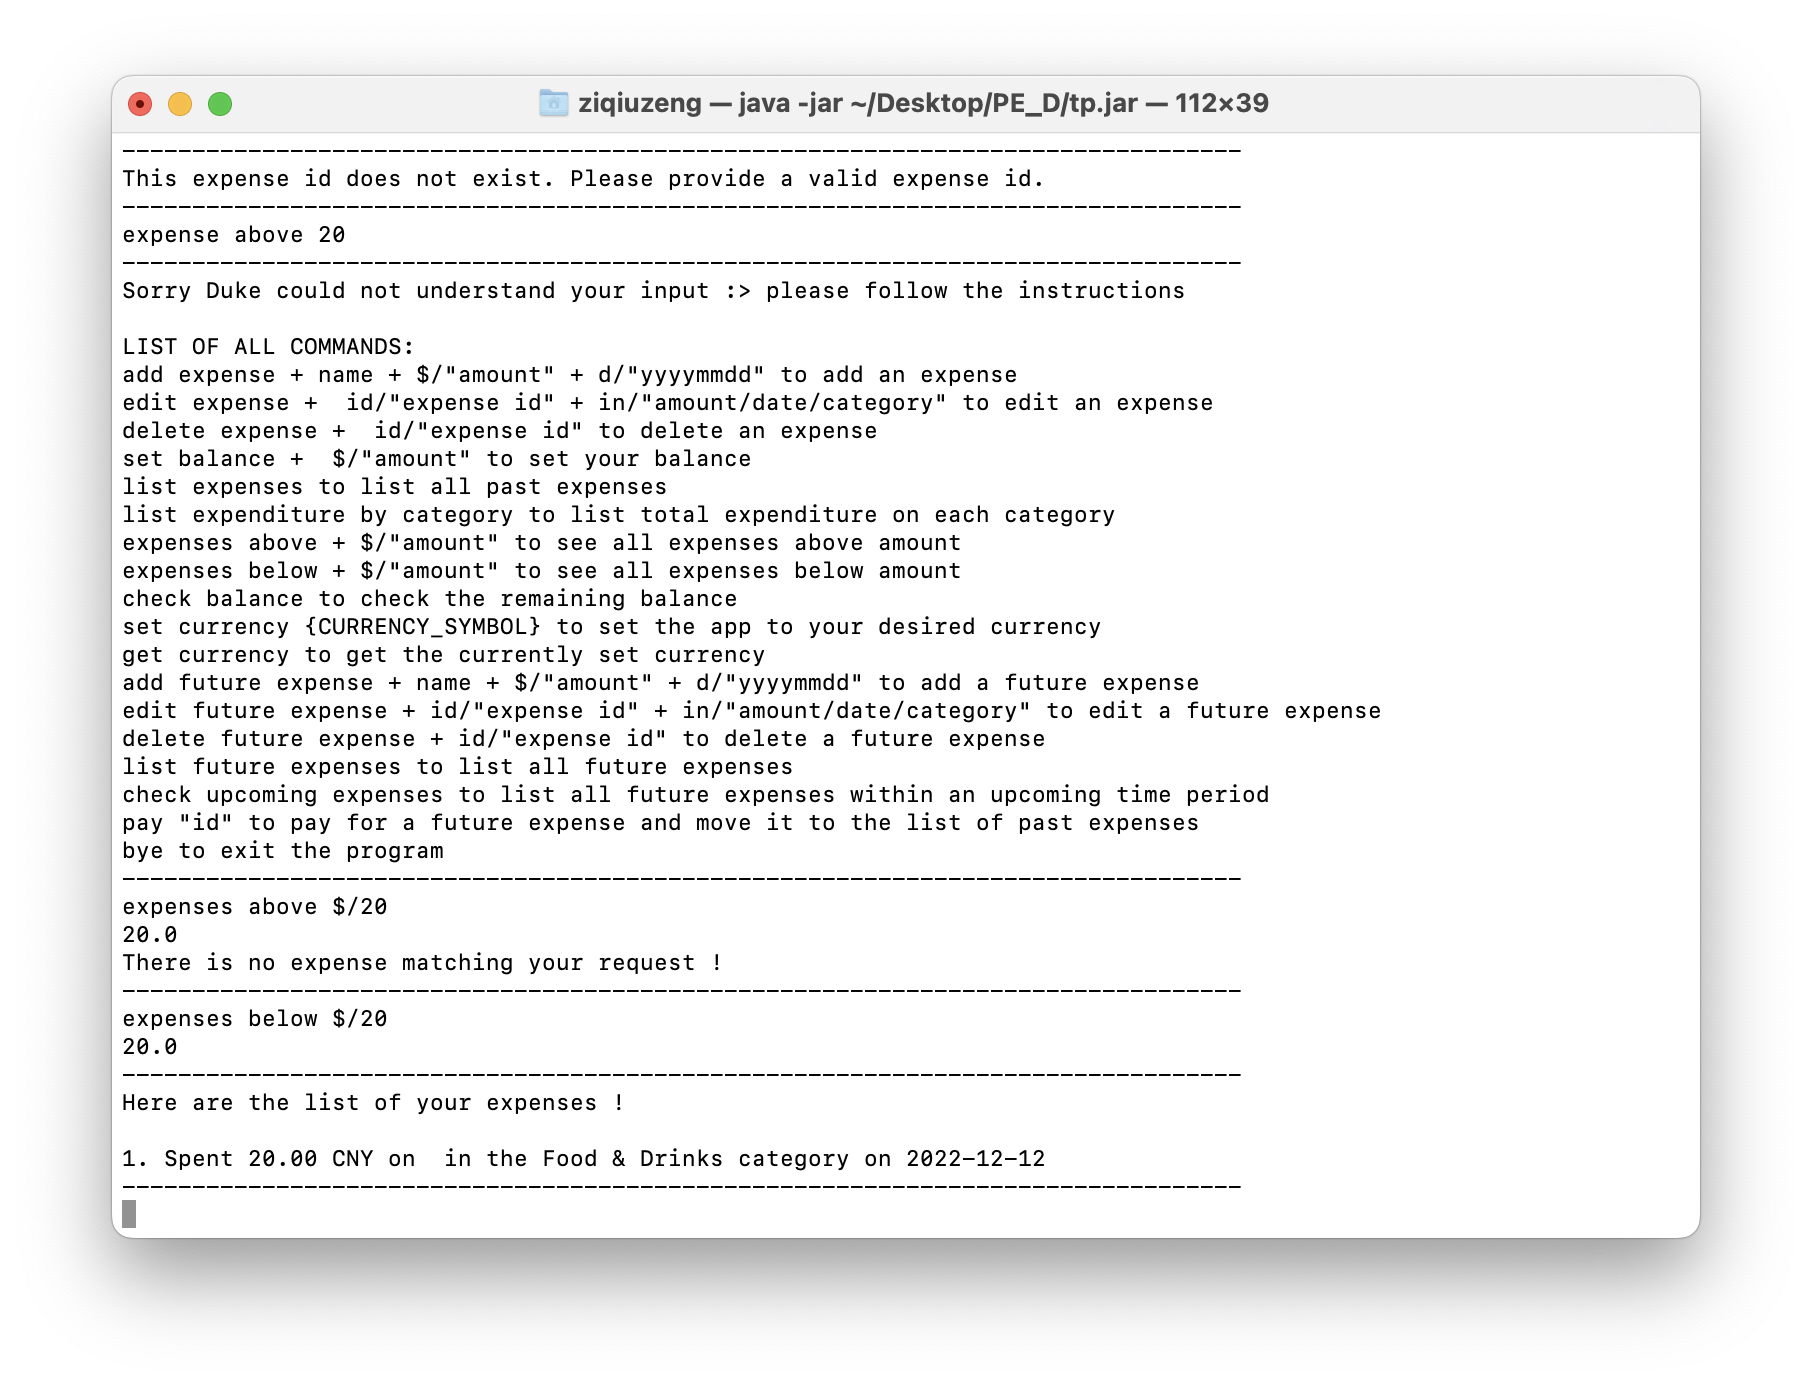 ziqiuzeng — java -jar ~/Desktop/PE_D/tp.jar — 112×39
--------------------------------------------------------------------------------
This expense id does not exist. Please provide a valid expense id.
--------------------------------------------------------------------------------
expense above 20
--------------------------------------------------------------------------------
Sorry Duke could not understand your input :> please follow the instructions

LIST OF ALL COMMANDS:
add expense + name + $/"amount" + d/"yyyymmdd" to add an expense
edit expense +  id/"expense id" + in/"amount/date/category" to edit an expense
delete expense +  id/"expense id" to delete an expense
set balance +  $/"amount" to set your balance
list expenses to list all past expenses
list expenditure by category to list total expenditure on each category
expenses above + $/"amount" to see all expenses above amount
expenses below + $/"amount" to see all expenses below amount
check balance to check the remaining balance
set currency {CURRENCY_SYMBOL} to set the app to your desired currency
get currency to get the currently set currency
add future expense + name + $/"amount" + d/"yyyymmdd" to add a future expense
edit future expense + id/"expense id" + in/"amount/date/category" to edit a future expense
delete future expense + id/"expense id" to delete a future expense
list future expenses to list all future expenses
check upcoming expenses to list all future expenses within an upcoming time period
pay "id" to pay for a future expense and move it to the list of past expenses
bye to exit the program
--------------------------------------------------------------------------------
expenses above $/20
20.0
There is no expense matching your request !
--------------------------------------------------------------------------------
expenses below $/20
20.0
--------------------------------------------------------------------------------
Here are the list of your expenses !

1. Spent 20.00 CNY on  in the Food & Drinks category on 2022-12-12
--------------------------------------------------------------------------------